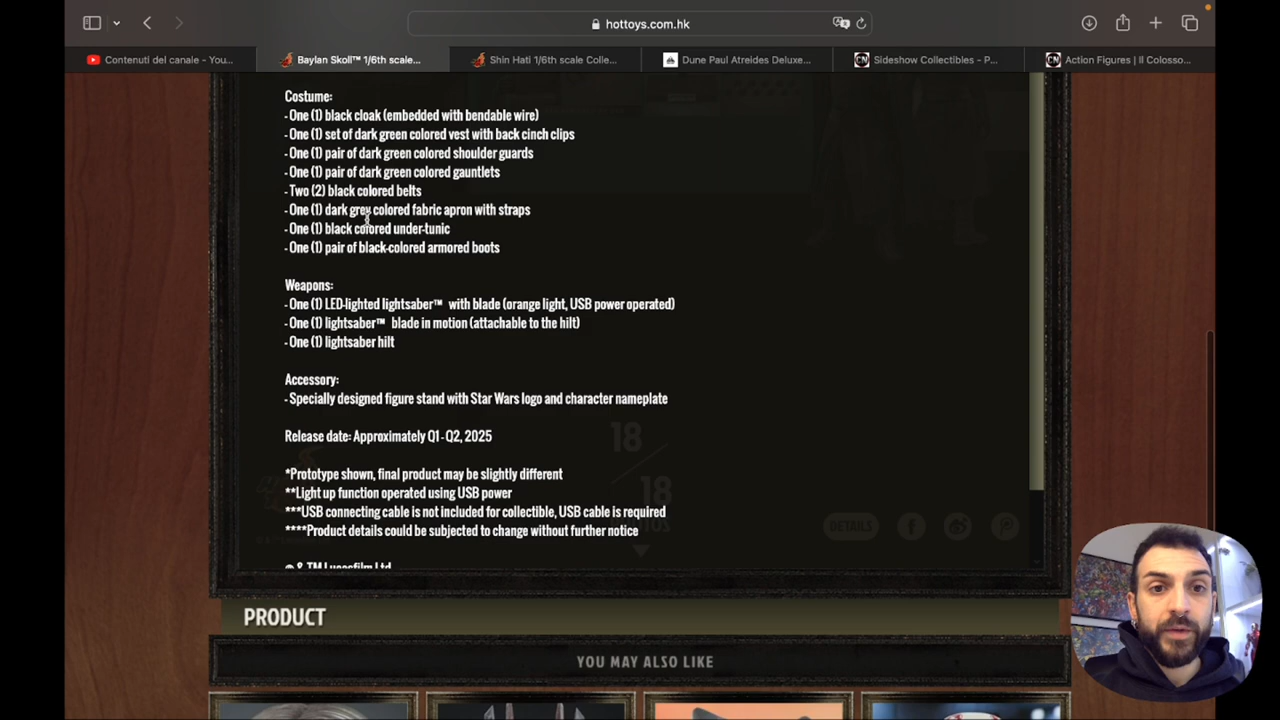 hottoys.com.hk
Contenuti del canale - You...
Baylan Skoll™ 1/6th scale...
Shin Hati 1/6th scale Colle...
Dune Paul Atreides Deluxe...
Sideshow Collectibles - P...
Action Figures | Il Colosso...
Costume:
- One (1) black cloak (embedded with bendable wire)
- One (1) set of dark green colored vest with back cinch clips
- One (1) pair of dark green colored shoulder guards
- One (1) pair of dark green colored gauntlets
- Two (2) black colored belts
- One (1) dark grey colored fabric apron with straps
- One (1) black colored under-tunic
- One (1) pair of black-colored armored boots
Weapons:
- One (1) LED-lighted lightsaber™ with blade (orange light, USB power operated)
- One (1) lightsaber™ blade in motion (attachable to the hilt)
- One (1) lightsaber hilt
Accessory:
- Specially designed figure stand with Star Wars logo and character nameplate
Release date: Approximately Q1 - Q2, 2025
18
18
*Prototype shown, final product may be slightly different
**Light up function operated using USB power
***USB connecting cable is not included for collectible, USB cable is required
****Product details could be subjected to change without further notice
DETAILS
© & TM Lucasfilm Ltd.
PRODUCT
YOU MAY ALSO LIKE